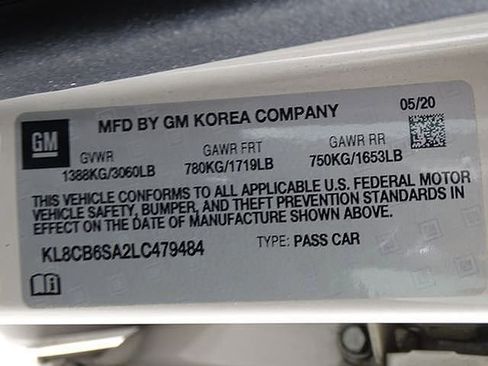 MFD BY GM KOREA COMPANY 05/20
GM
GVWR GAWR FRT GAWR RR
1388KG/3060LB 780KG/1719LB 750KG/1653LB
THIS VEHICLE CONFORMS TO ALL APPLICABLE U.S. FEDERAL MOTOR
VEHICLE SAFETY, BUMPER, AND THEFT PREVENTION STANDARDS IN
EFFECT ON THE DATE OF MANUFACTURE SHOWN ABOVE.
KL8CB6SA2LC479484 TYPE: PASS CAR